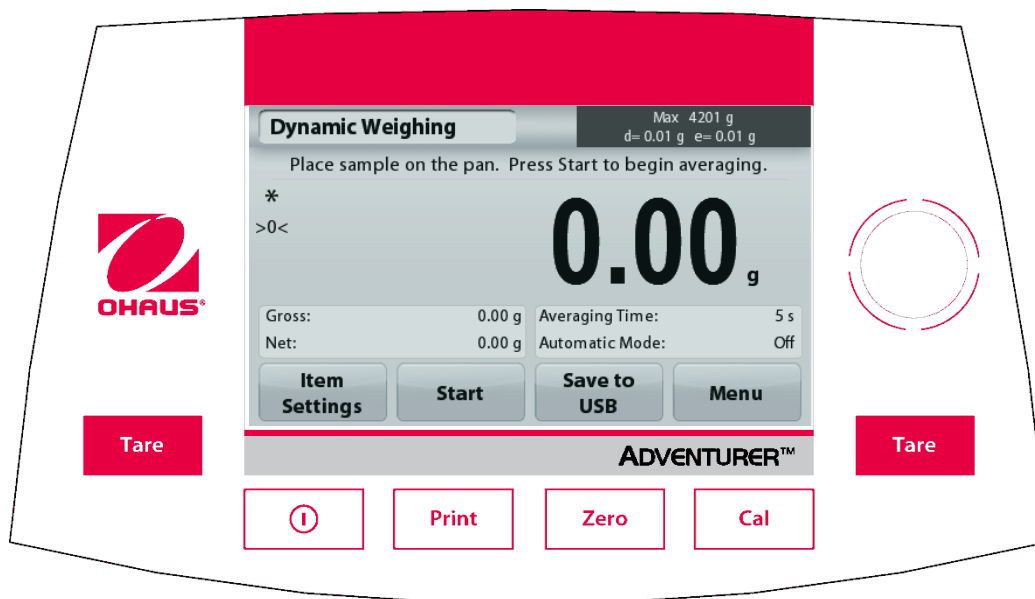 Dynamic Weighing
Max 4201 g
d= 0.01 g e= 0.01 g
Place sample on the pan. Press Start to begin averaging.
*
>0<
0.00 g
OHAUS®
Gross: 0.00 g
Net: 0.00 g
Averaging Time: 5 s
Automatic Mode: Off
Item
Settings
Start
Save to
USB
Menu
Tare
ADVENTURER™
Tare
Print
Zero
Cal